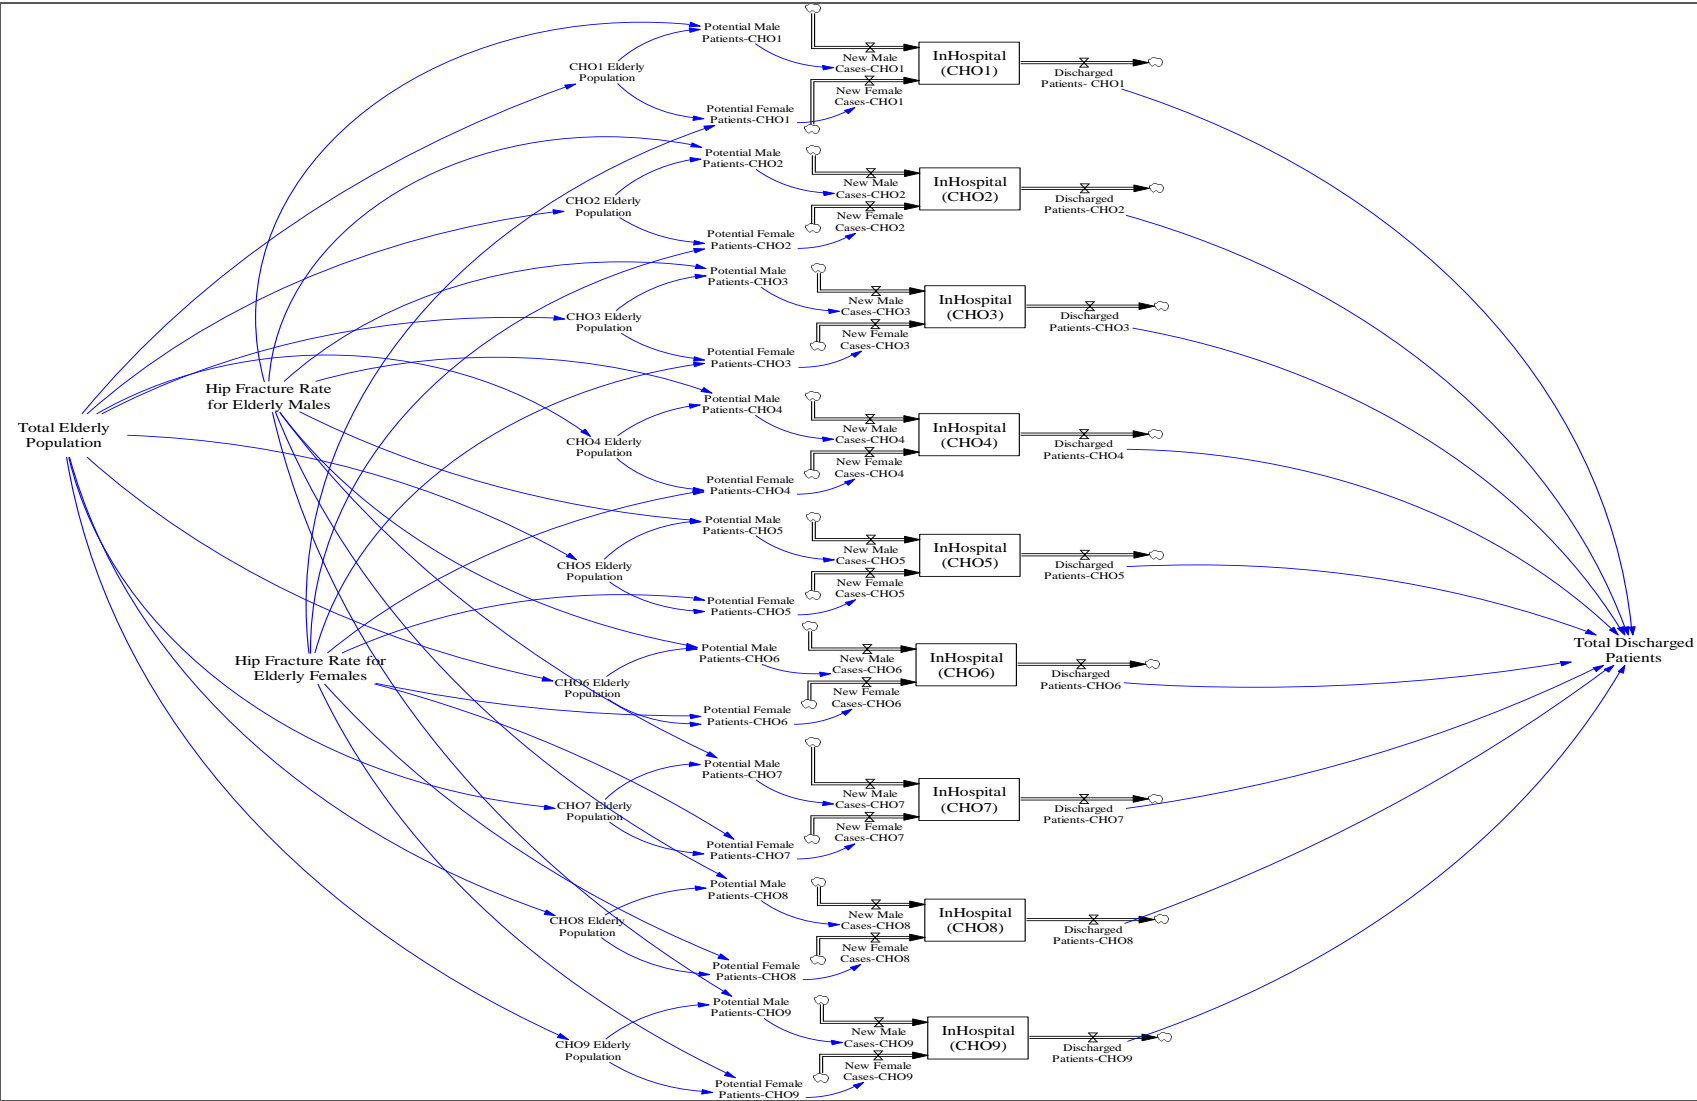 Total Elderly
Population
Hip Fracture Rate
for Elderly Males
Hip Fracture Rate for
Elderly Females
CHO1 Elderly
Population
Potential Male
Patients-CHO1
Potential Female
Patients-CHO1
New Male
Cases-CHO1
New Female
Cases-CHO1
InHospital
(CHO1)
Discharged
Patients- CHO1
CHO2 Elderly
Population
Potential Male
Patients-CHO2
Potential Female
Patients-CHO2
New Male
Cases-CHO2
New Female
Cases-CHO2
InHospital
(CHO2)
Discharged
Patients-CHO2
CHO3 Elderly
Population
Potential Male
Patients-CHO3
Potential Female
Patients-CHO3
New Male
Cases-CHO3
New Female
Cases-CHO3
InHospital
(CHO3)
Discharged
Patients-CHO3
CHO4 Elderly
Population
Potential Male
Patients-CHO4
Potential Female
Patients-CHO4
New Male
Cases-CHO4
New Female
Cases-CHO4
InHospital
(CHO4)
Discharged
Patients-CHO4
CHO5 Elderly
Population
Potential Male
Patients-CHO5
Potential Female
Patients-CHO5
New Male
Cases-CHO5
New Female
Cases-CHO5
InHospital
(CHO5)
Discharged
Patients-CHO5
CHO6 Elderly
Population
Potential Male
Patients-CHO6
Potential Female
Patients-CHO6
New Male
Cases-CHO6
New Female
Cases-CHO6
InHospital
(CHO6)
Discharged
Patients-CHO6
CHO7 Elderly
Population
Potential Male
Patients-CHO7
Potential Female
Patients-CHO7
New Male
Cases-CHO7
New Female
Cases-CHO7
InHospital
(CHO7)
Discharged
Patients-CHO7
CHO8 Elderly
Population
Potential Male
Patients-CHO8
Potential Female
Patients-CHO8
New Male
Cases-CHO8
New Female
Cases-CHO8
InHospital
(CHO8)
Discharged
Patients-CHO8
CHO9 Elderly
Population
Potential Male
Patients-CHO9
Potential Female
Patients-CHO9
New Male
Cases-CHO9
New Female
Cases-CHO9
InHospital
(CHO9)
Discharged
Patients-CHO9
Total Discharged
Patients